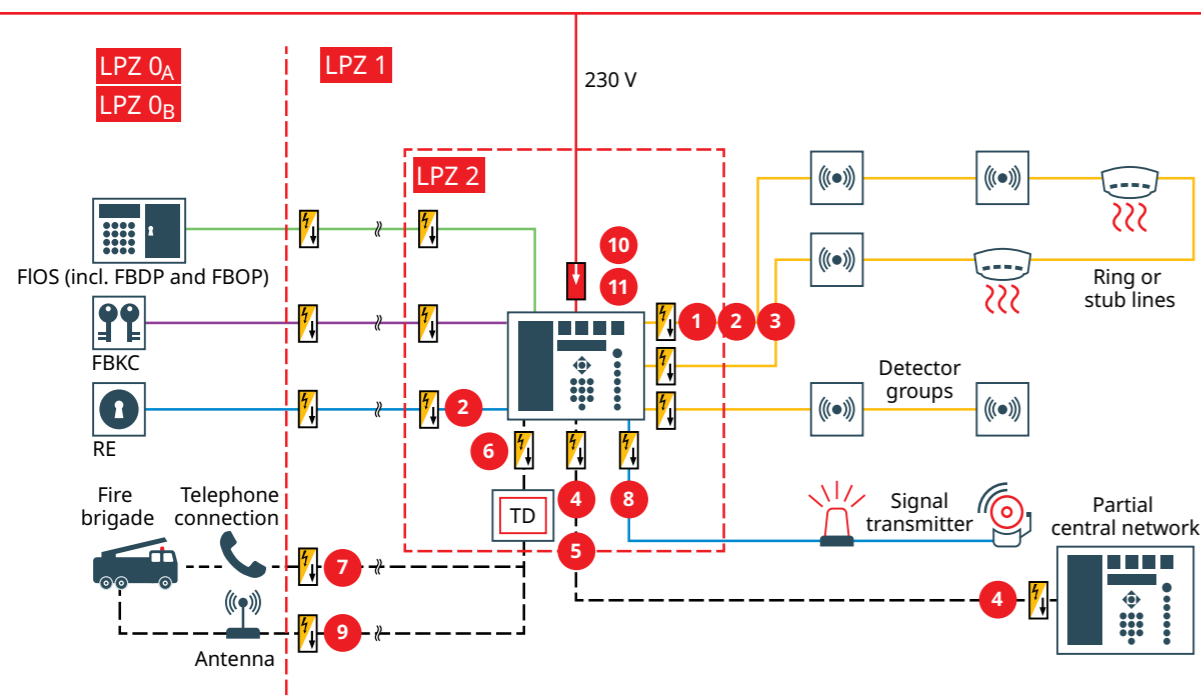 LPZ 0A
LPZ 0B
LPZ 1
230 V
LPZ 2
10
11
FIOS (incl. FBDP and FBOP)
Ring or
stub lines
1
2
3
FBKC
Detector
groups
2
RE
6
4
8
TD
Fire
brigade
Telephone
connection
Signal
transmitter
Partial
central network
5
7
4
9
Antenna